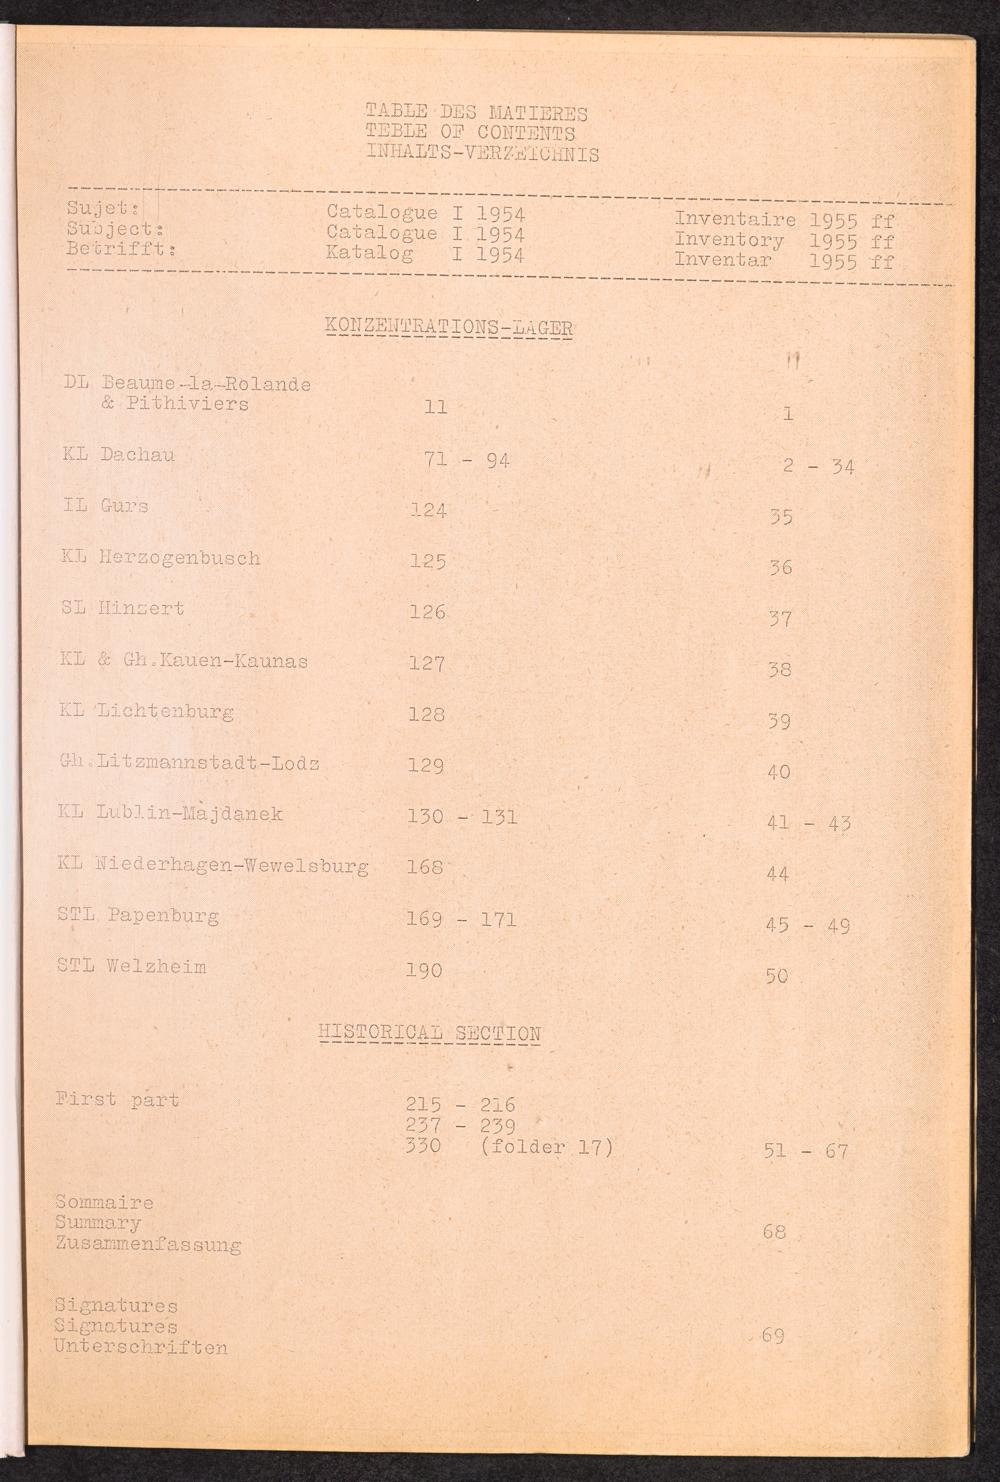 TABLE DES MATIERES
TEBLE OF CONTENTS
INHALTS-VERZEICHNIS
Sujet: Catalogue I 1954 Inventaire 1955 ff
Subject: Catalogue I 1954 Inventory 1955 ff
Betrifft: Katalog I 1954 Inventar 1955 ff
KONZENTRATIONS-LAGER
DL Beaume-la-Rolande
& Pithiviers 11 1
KL Dachau 71 - 94 2 - 34
IL Gurs 124 35
KL Herzogenbusch 125 36
SL Hinzert 126 37
KL & Gh.Kauen-Kaunas 127 38
KL Lichtenburg 128 39
Gh.Litzmannstadt-Lodz 129 40
KL Lublin-Majdanek 130 - 131 41 - 43
KL Niederhagen-Wewelsburg 168 44
STL Papenburg 169 - 171 45 - 49
STL Welzheim 190 50
HISTORICAL SECTION
First part 215 - 216
237 - 239
330 (folder 17) 51 - 67
Sommaire
Summary 68
Zusammenfassung
Signatures
Signatures 69
Unterschriften